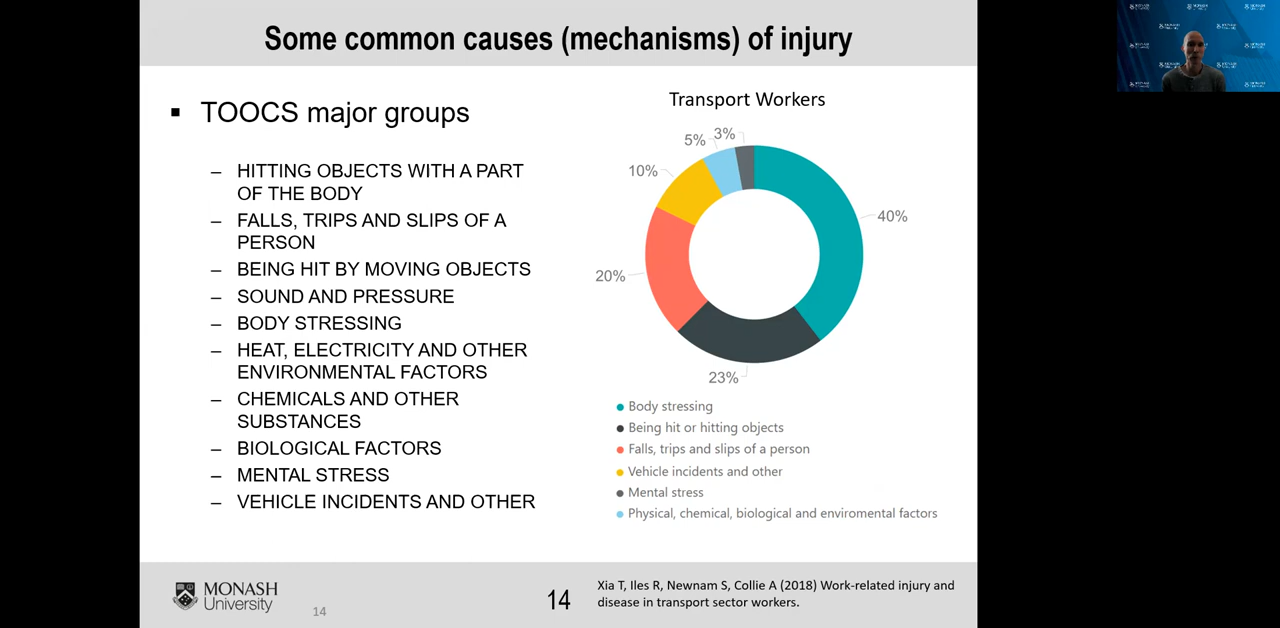 Some common causes (mechanisms) of injury
▪ TOOCS major groups
– HITTING OBJECTS WITH A PART
OF THE BODY
– FALLS, TRIPS AND SLIPS OF A
PERSON
– BEING HIT BY MOVING OBJECTS
– SOUND AND PRESSURE
– BODY STRESSING
– HEAT, ELECTRICITY AND OTHER
ENVIRONMENTAL FACTORS
– CHEMICALS AND OTHER
SUBSTANCES
– BIOLOGICAL FACTORS
– MENTAL STRESS
– VEHICLE INCIDENTS AND OTHER
Transport Workers
5%
3%
10%
40%
20%
23%
Body stressing
Being hit or hitting objects
Falls, trips and slips of a person
Vehicle incidents and other
Mental stress
Physical, chemical, biological and enviromental factors
MONASH
University
14
14
Xia T, Iles R, Newnam S, Collie A (2018) Work-related injury and
disease in transport sector workers.